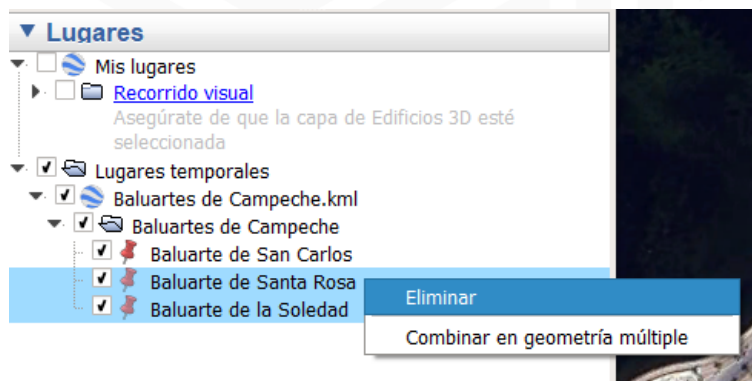 Lugares
Mis lugares
Recorrido visual
Asegúrate de que la capa de Edificios 3D esté
seleccionada
Lugares temporales
Baluartes de Campeche.kml
Baluartes de Campeche
Baluarte de San Carlos
Baluarte de Santa Rosa
Baluarte de la Soledad
Eliminar
Combinar en geometría múltiple